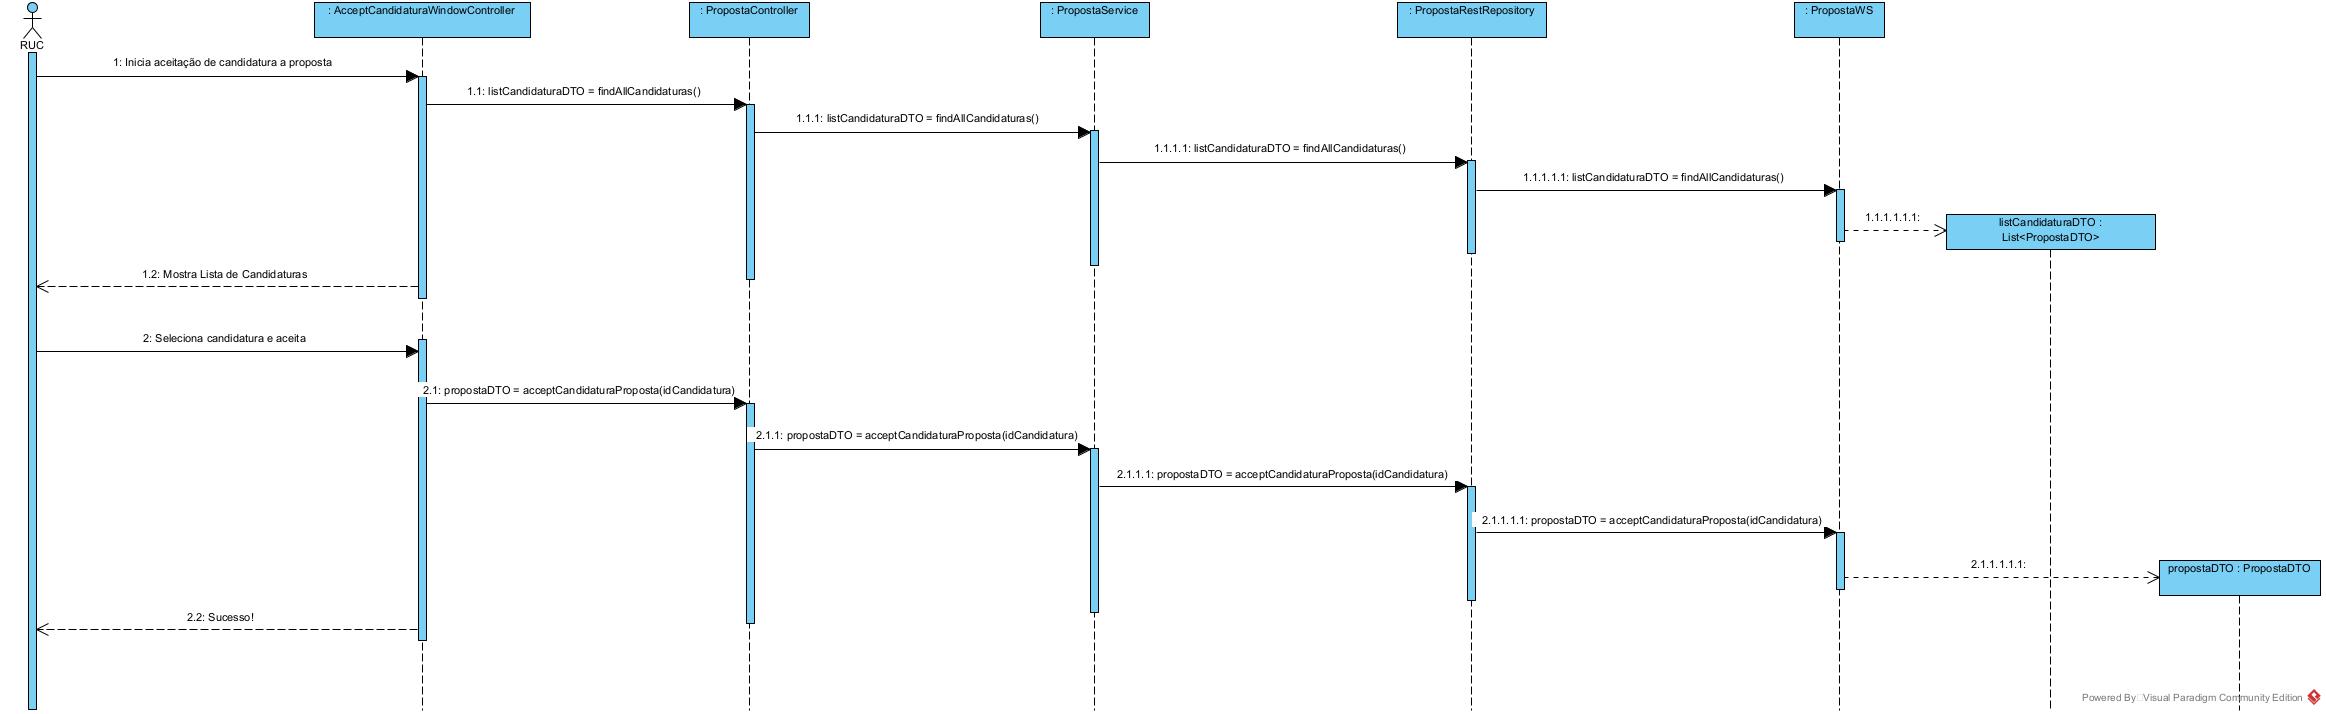 : AcceptCandidaturaWindowController
: PropostaController
: PropostaService
: PropostaRestRepository
: PropostaWS
RUC
1: Inicia aceitação de candidatura a proposta
1.1: listCandidaturaDTO = findAllCandidaturas()
1.1.1: listCandidaturaDTO = findAllCandidaturas()
1.1.1.1: listCandidaturaDTO = findAllCandidaturas()
1.1.1.1.1: listCandidaturaDTO = findAllCandidaturas()
1.1.1.1.1.1:
listCandidaturaDTO :
List<PropostaDTO>
1.2: Mostra Lista de Candidaturas
2: Seleciona candidatura e aceita
2.1: propostaDTO = acceptCandidaturaProposta(idCandidatura)
2.1.1: propostaDTO = acceptCandidaturaProposta(idCandidatura)
2.1.1.1: propostaDTO = acceptCandidaturaProposta(idCandidatura)
2.1.1.1.1: propostaDTO = acceptCandidaturaProposta(idCandidatura)
2.1.1.1.1.1:
propostaDTO : PropostaDTO
2.2: Sucesso!
Powered By Visual Paradigm Community Edition